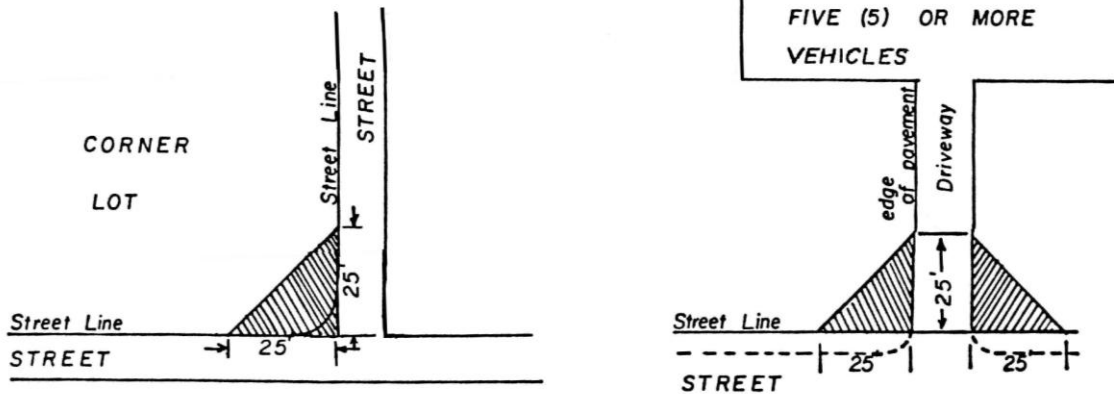 CORNER
LOT
Street Line
STREET
25'
Street Line
25'
STREET
FIVE (5) OR MORE
VEHICLES
edge
of pavement
Driveway
25'
Street Line
25'
25'
STREET